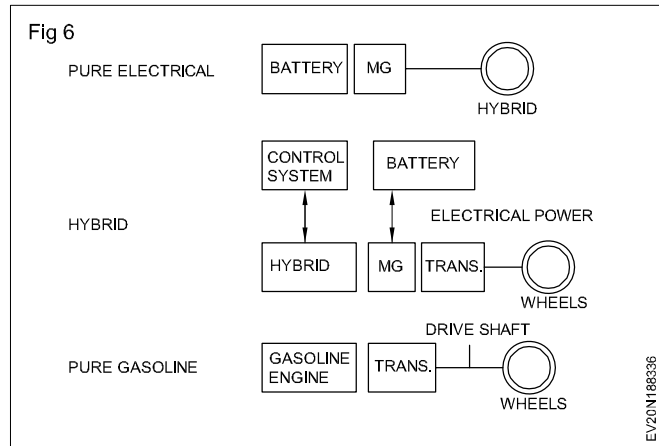 Fig 6
PURE ELECTRICAL
BATTERY
MG
HYBRID
CONTROL
SYSTEM
BATTERY
HYBRID
ELECTRICAL POWER
HYBRID
MG
TRANS.
WHEELS
DRIVE SHAFT
PURE GASOLINE
GASOLINE
ENGINE
TRANS.
WHEELS
EV20N188336